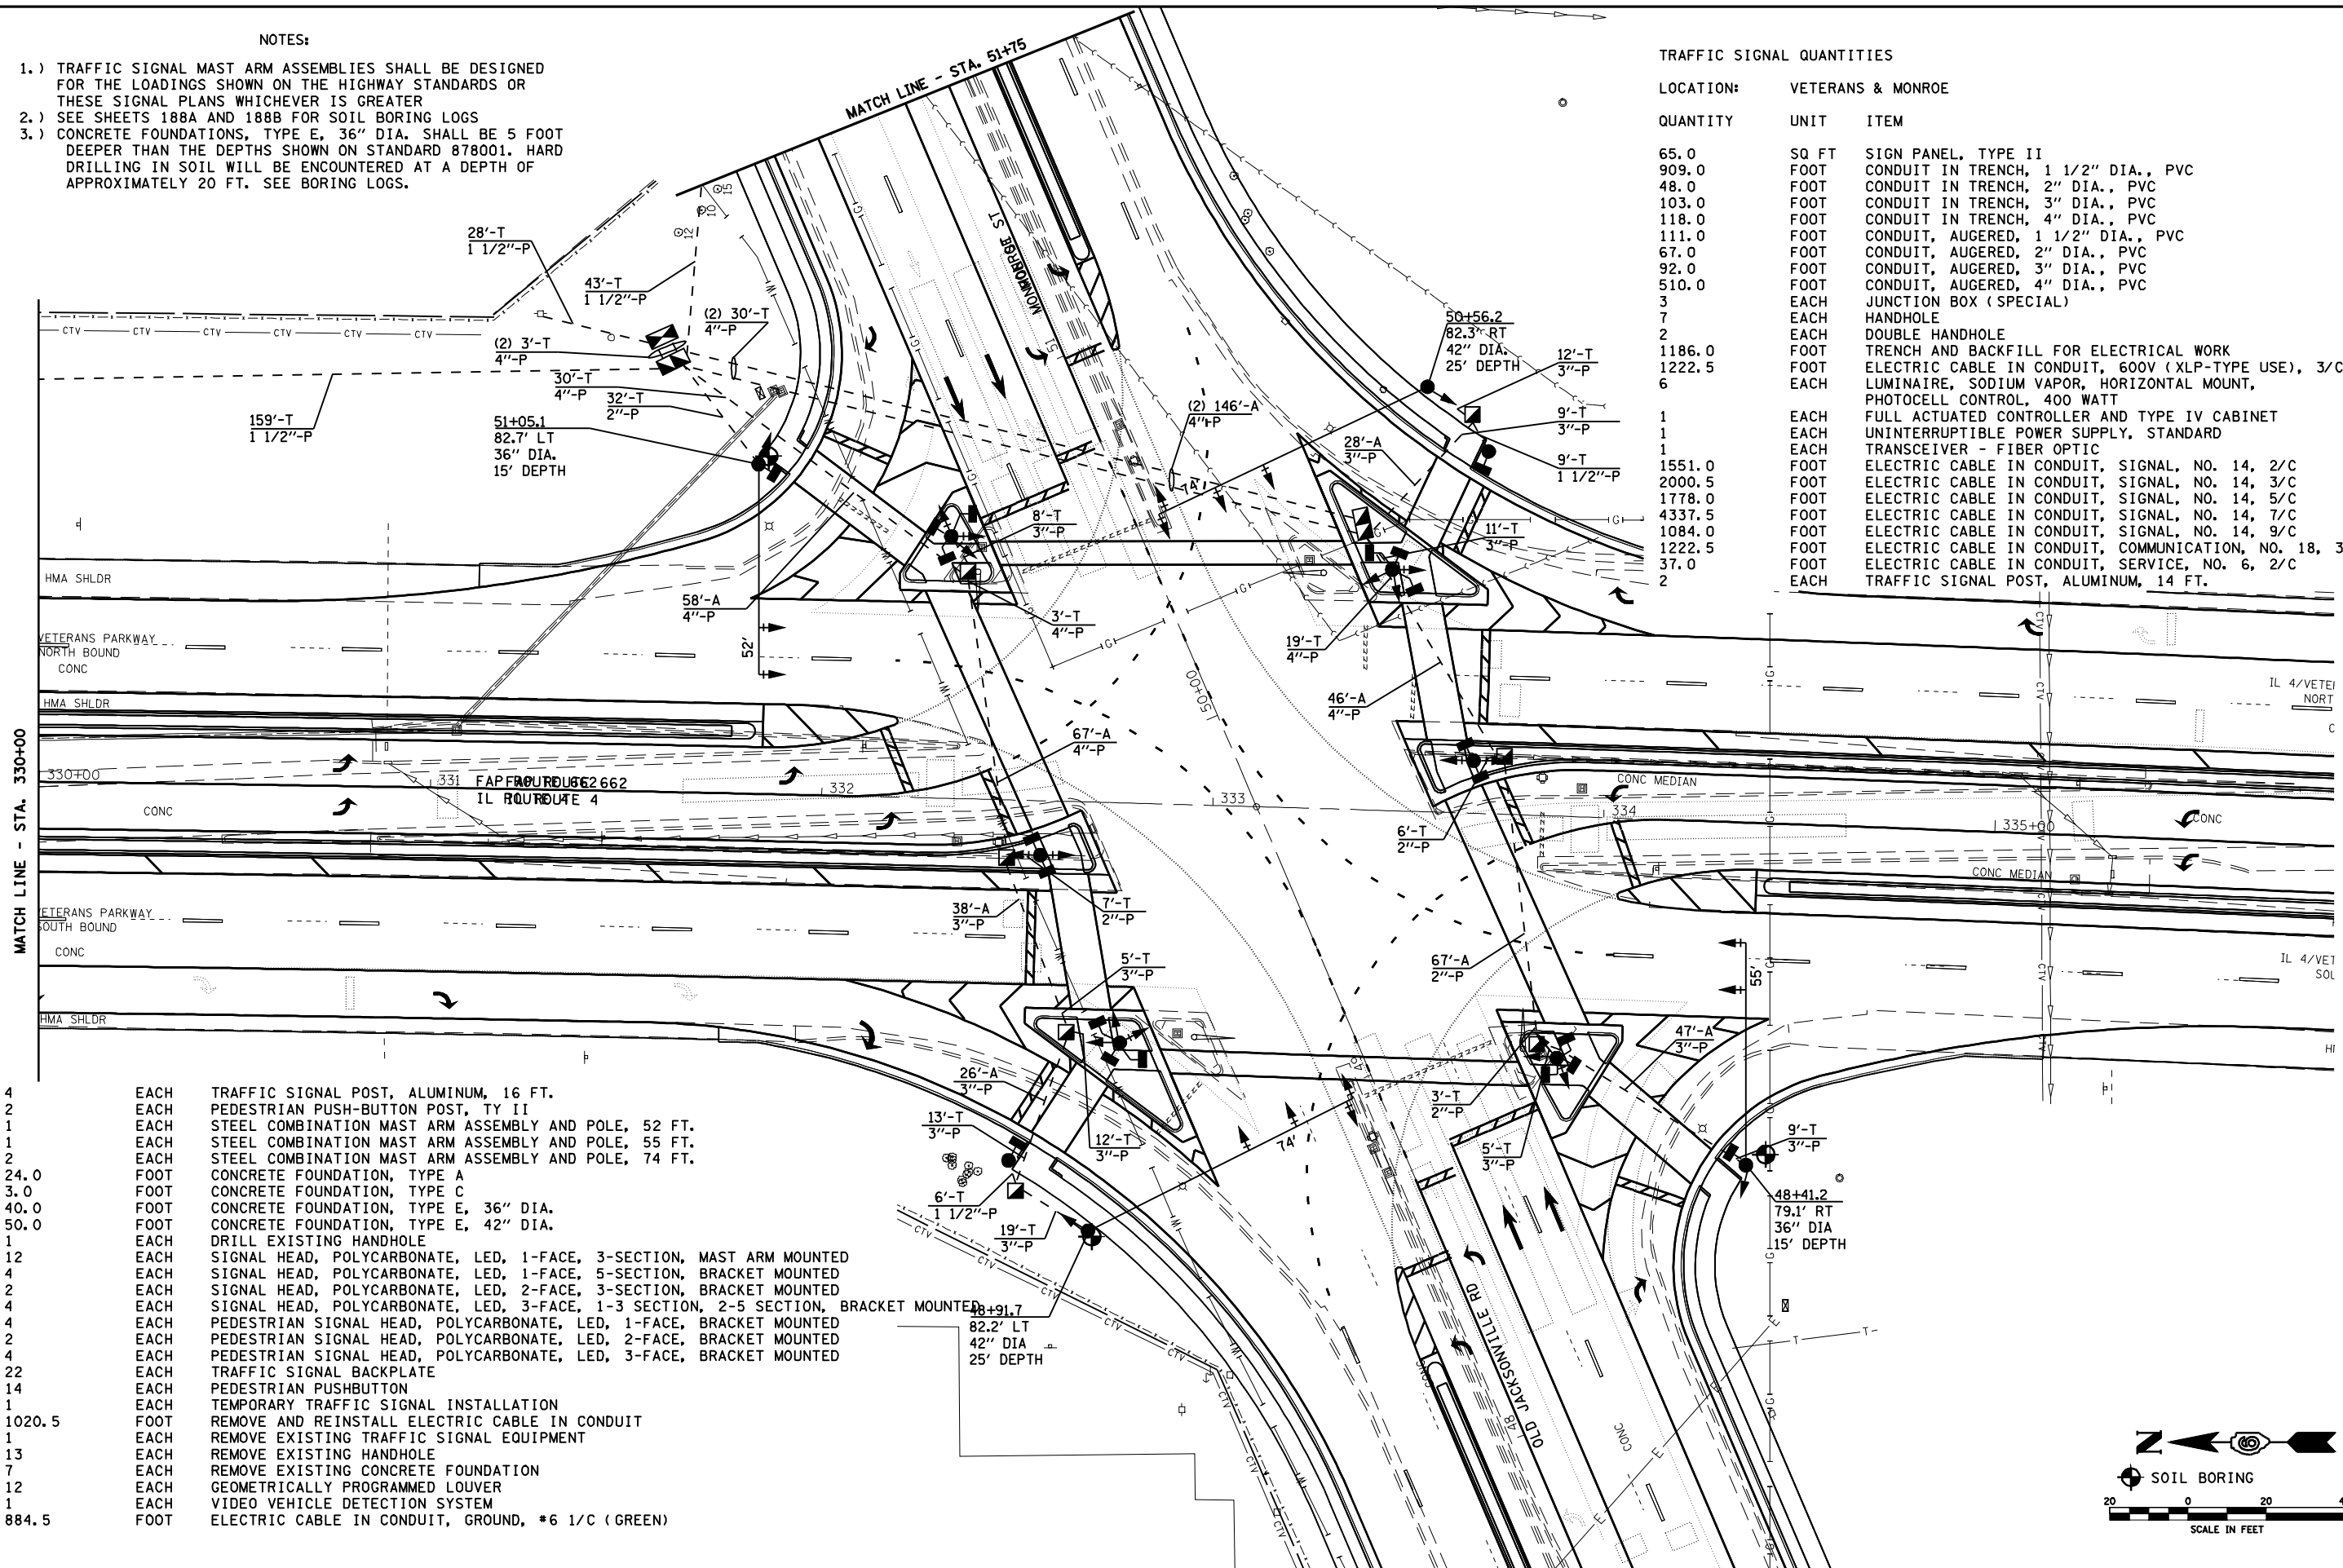 NOTES:
1.) TRAFFIC SIGNAL MAST ARM ASSEMBLIES SHALL BE DESIGNED
FOR THE LOADINGS SHOWN ON THE HIGHWAY STANDARDS OR
THESE SIGNAL PLANS WHICHEVER IS GREATER
2.) SEE SHEETS 188A AND 188B FOR SOIL BORING LOGS
3.) CONCRETE FOUNDATIONS, TYPE E, 36" DIA. SHALL BE 5 FOOT
DEEPER THAN THE DEPTHS SHOWN ON STANDARD 878001. HARD
DRILLING IN SOIL WILL BE ENCOUNTERED AT A DEPTH OF
APPROXIMATELY 20 FT. SEE BORING LOGS.
TRAFFIC SIGNAL QUANTITIES
LOCATION: VETERANS & MONROE
QUANTITY UNIT ITEM
65.0 SQ FT SIGN PANEL, TYPE II
909.0 FOOT CONDUIT IN TRENCH, 1 1/2" DIA., PVC
48.0 FOOT CONDUIT IN TRENCH, 2" DIA., PVC
103.0 FOOT CONDUIT IN TRENCH, 3" DIA., PVC
118.0 FOOT CONDUIT IN TRENCH, 4" DIA., PVC
111.0 FOOT CONDUIT, AUGERED, 1 1/2" DIA., PVC
67.0 FOOT CONDUIT, AUGERED, 2" DIA., PVC
92.0 FOOT CONDUIT, AUGERED, 3" DIA., PVC
510.0 FOOT CONDUIT, AUGERED, 4" DIA., PVC
3 EACH JUNCTION BOX (SPECIAL)
7 EACH HANDHOLE
2 EACH DOUBLE HANDHOLE
1186.0 FOOT TRENCH AND BACKFILL FOR ELECTRICAL WORK
1222.5 FOOT ELECTRIC CABLE IN CONDUIT, 600V (XLP-TYPE USE), 3/C
6 EACH LUMINAIRE, SODIUM VAPOR, HORIZONTAL MOUNT,
PHOTOCELL CONTROL, 400 WATT
1 EACH FULL ACTUATED CONTROLLER AND TYPE IV CABINET
1 EACH UNINTERRUPTIBLE POWER SUPPLY, STANDARD
1 EACH TRANSCEIVER - FIBER OPTIC
1551.0 FOOT ELECTRIC CABLE IN CONDUIT, SIGNAL, NO. 14, 2/C
2000.5 FOOT ELECTRIC CABLE IN CONDUIT, SIGNAL, NO. 14, 3/C
1778.0 FOOT ELECTRIC CABLE IN CONDUIT, SIGNAL, NO. 14, 5/C
4337.5 FOOT ELECTRIC CABLE IN CONDUIT, SIGNAL, NO. 14, 7/C
1084.0 FOOT ELECTRIC CABLE IN CONDUIT, SIGNAL, NO. 14, 9/C
1222.5 FOOT ELECTRIC CABLE IN CONDUIT, COMMUNICATION, NO. 18, 3
37.0 FOOT ELECTRIC CABLE IN CONDUIT, SERVICE, NO. 6, 2/C
2 EACH TRAFFIC SIGNAL POST, ALUMINUM, 14 FT.
MATCH LINE - STA. 51+75
28'-T
1 1/2"-P
43'-T
1 1/2"-P
(2) 30'-T
4"-P
(2) 3'-T
4"-P
30'-T
4"-P
32'-T
2"-P
159'-T
1 1/2"-P
51+05.1
82.7' LT
36" DIA.
15' DEPTH
10
15
12
51
50+56.2
82.3' RT
42" DIA.
25' DEPTH
12'-T
3"-P
9'-T
3"-P
9'-T
1 1/2"-P
(2) 146'-A
4"-P
28'-A
3"-P
74'
8'-T
3"-P
11'-T
3"-P
58'-A
4"-P
3'-T
4"-P
19'-T
4"-P
52'
46'-A
4"-P
67'-A
4"-P
50+00
CTV CTV CTV CTV CTV CTV
HMA SHLDR
VETERANS PARKWAY
NORTH BOUND
CONC
HMA SHLDR
MATCH LINE - STA. 330+00
330+00
331
332
333
334
335+00
CONC
CONC MEDIAN
CONC
CONC MEDIAN
VETERANS PARKWAY
SOUTH BOUND
CONC
HMA SHLDR
6'-T
2"-P
7'-T
2"-P
38'-A
3"-P
5'-T
3"-P
67'-A
2"-P
55'
47'-A
3"-P
26'-A
3"-P
13'-T
3"-P
12'-T
3"-P
3'-T
2"-P
5'-T
3"-P
9'-T
3"-P
74'
6'-T
1 1/2"-P
19'-T
3"-P
48+41.2
79.1' RT
36" DIA
15' DEPTH
48+91.7
82.2' LT
42" DIA
25' DEPTH
OLD JACKSONVILLE RD
48
CONC
CONC
4 EACH TRAFFIC SIGNAL POST, ALUMINUM, 16 FT.
2 EACH PEDESTRIAN PUSH-BUTTON POST, TY II
1 EACH STEEL COMBINATION MAST ARM ASSEMBLY AND POLE, 52 FT.
1 EACH STEEL COMBINATION MAST ARM ASSEMBLY AND POLE, 55 FT.
2 EACH STEEL COMBINATION MAST ARM ASSEMBLY AND POLE, 74 FT.
24.0 FOOT CONCRETE FOUNDATION, TYPE A
3.0 FOOT CONCRETE FOUNDATION, TYPE C
40.0 FOOT CONCRETE FOUNDATION, TYPE E, 36" DIA.
50.0 FOOT CONCRETE FOUNDATION, TYPE E, 42" DIA.
1 EACH DRILL EXISTING HANDHOLE
12 EACH SIGNAL HEAD, POLYCARBONATE, LED, 1-FACE, 3-SECTION, MAST ARM MOUNTED
4 EACH SIGNAL HEAD, POLYCARBONATE, LED, 1-FACE, 5-SECTION, BRACKET MOUNTED
2 EACH SIGNAL HEAD, POLYCARBONATE, LED, 2-FACE, 3-SECTION, BRACKET MOUNTED
4 EACH SIGNAL HEAD, POLYCARBONATE, LED, 3-FACE, 1-3 SECTION, 2-5 SECTION, BRACKET MOUNTED
4 EACH PEDESTRIAN SIGNAL HEAD, POLYCARBONATE, LED, 1-FACE, BRACKET MOUNTED
2 EACH PEDESTRIAN SIGNAL HEAD, POLYCARBONATE, LED, 2-FACE, BRACKET MOUNTED
4 EACH PEDESTRIAN SIGNAL HEAD, POLYCARBONATE, LED, 3-FACE, BRACKET MOUNTED
22 EACH TRAFFIC SIGNAL BACKPLATE
14 EACH PEDESTRIAN PUSHBUTTON
1 EACH TEMPORARY TRAFFIC SIGNAL INSTALLATION
1020.5 FOOT REMOVE AND REINSTALL ELECTRIC CABLE IN CONDUIT
1 EACH REMOVE EXISTING TRAFFIC SIGNAL EQUIPMENT
13 EACH REMOVE EXISTING HANDHOLE
7 EACH REMOVE EXISTING CONCRETE FOUNDATION
12 EACH GEOMETRICALLY PROGRAMMED LOUVER
1 EACH VIDEO VEHICLE DETECTION SYSTEM
884.5 FOOT ELECTRIC CABLE IN CONDUIT, GROUND, #6 1/C (GREEN)
N
SOIL BORING
20 0 20
SCALE IN FEET